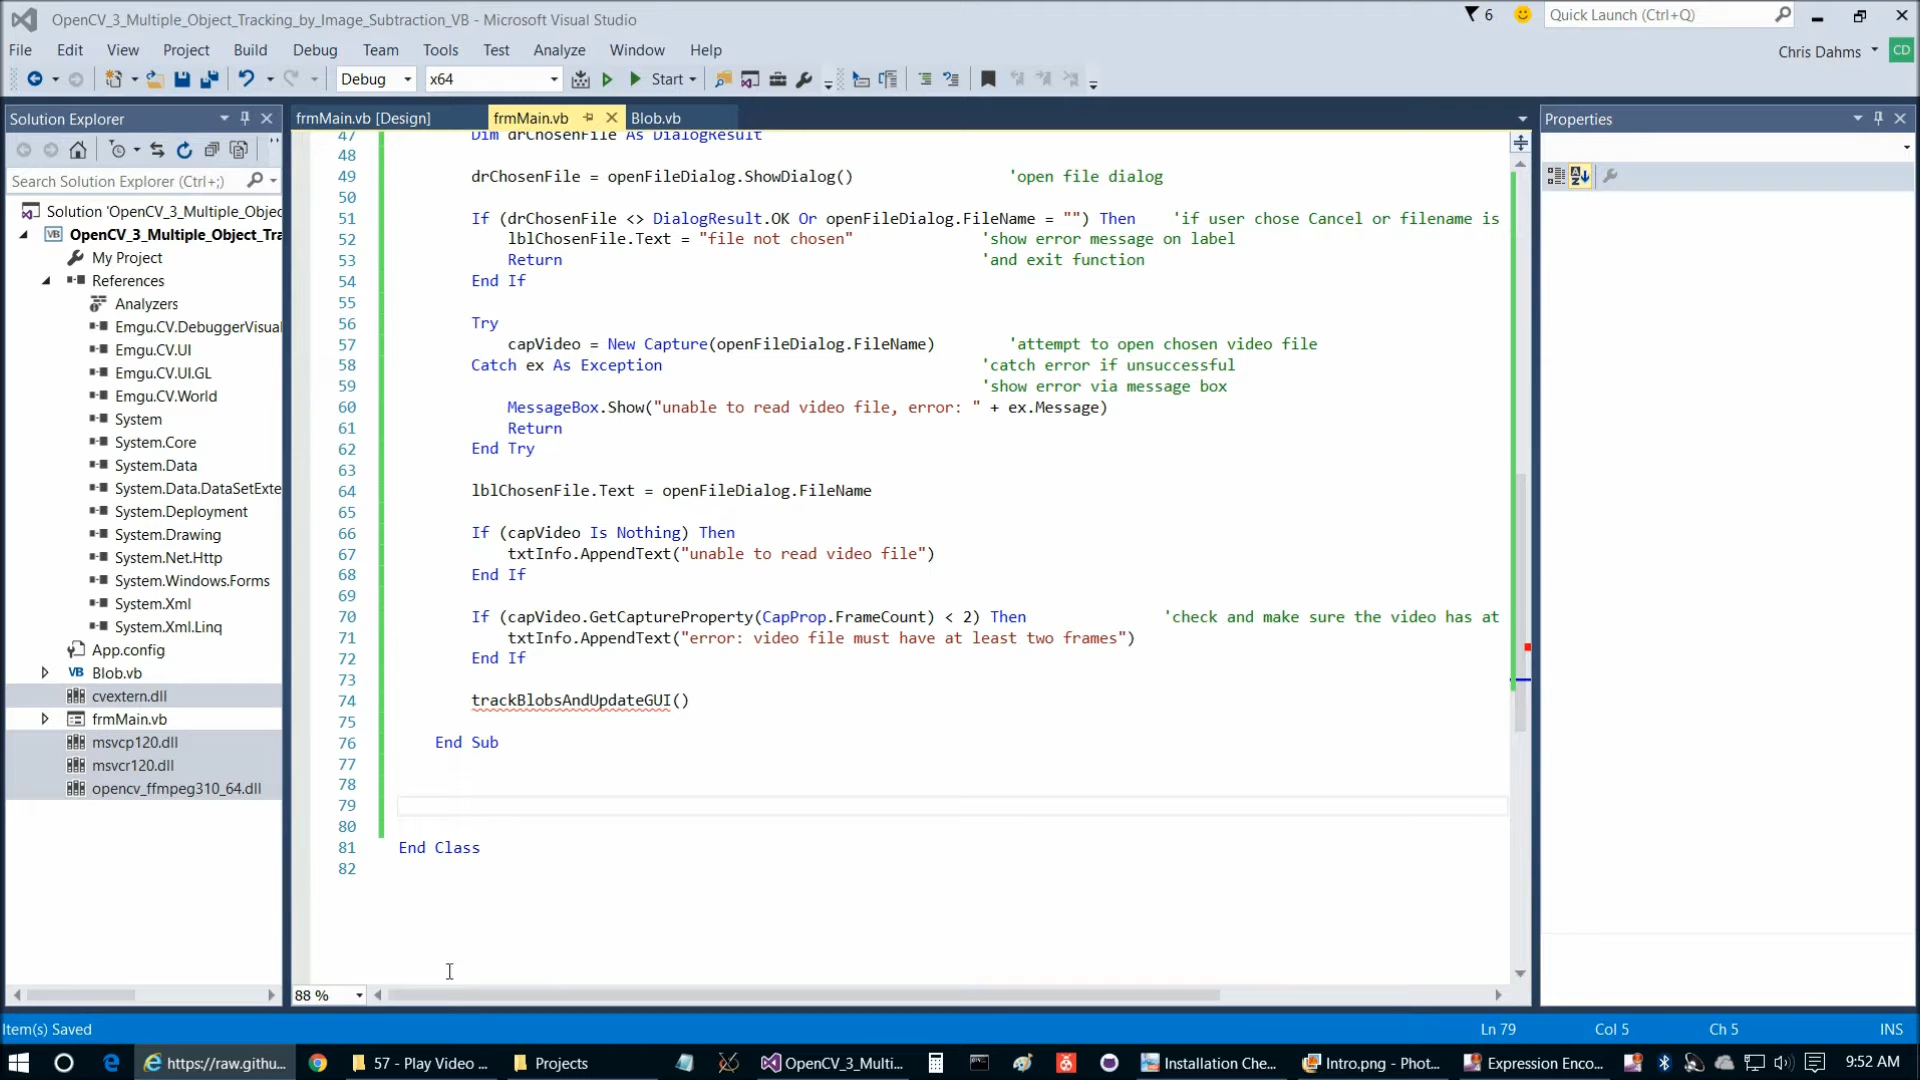 OpenCV_3_Multiple_Object_Tracking_by_Image_Subtraction_VB - Microsoft Visual Studio
6
Quick Launch (Ctrl+Q)
File Edit View Project Build Debug Team Tools Test Analyze Window Help
Chris Dahms
CD
Debug x64 Start
Solution Explorer
frmMain.vb [Design] frmMain.vb Blob.vb
Properties
Search Solution Explorer (Ctrl+;)
Solution 'OpenCV_3_Multiple_Objec
VB OpenCV_3_Multiple_Object_Tra
My Project
References
Analyzers
Emgu.CV.DebuggerVisual
Emgu.CV.UI
Emgu.CV.UI.GL
Emgu.CV.World
System
System.Core
System.Data
System.Data.DataSetExte
System.Deployment
System.Drawing
System.Net.Http
System.Windows.Forms
System.Xml
System.Xml.Linq
App.config
VB Blob.vb
cvextern.dll
frmMain.vb
msvcp120.dll
msvcr120.dll
opencv_ffmpeg310_64.dll
47 Dim drChosenFile As DialogResult
48
49 drChosenFile = openFileDialog.ShowDialog() 'open file dialog
50
51 If (drChosenFile <> DialogResult.OK Or openFileDialog.FileName = "") Then 'if user chose Cancel or filename is
52 lblChosenFile.Text = "file not chosen" 'show error message on label
53 Return 'and exit function
54 End If
55
56 Try
57 capVideo = New Capture(openFileDialog.FileName) 'attempt to open chosen video file
58 Catch ex As Exception 'catch error if unsuccessful
59 'show error via message box
60 MessageBox.Show("unable to read video file, error: " + ex.Message)
61 Return
62 End Try
63
64 lblChosenFile.Text = openFileDialog.FileName
65
66 If (capVideo Is Nothing) Then
67 txtInfo.AppendText("unable to read video file")
68 End If
69
70 If (capVideo.GetCaptureProperty(CapProp.FrameCount) < 2) Then 'check and make sure the video has at
71 txtInfo.AppendText("error: video file must have at least two frames")
72 End If
73
74 trackBlobsAndUpdateGUI()
75
76 End Sub
77
78
79
80
81 End Class
82
88 %
Item(s) Saved
Ln 79 Col 5 Ch 5 INS
https://raw.githu... 57 - Play Video ... Projects OpenCV_3_Multi... Installation Che... Intro.png - Phot... Expression Enco... 9:52 AM